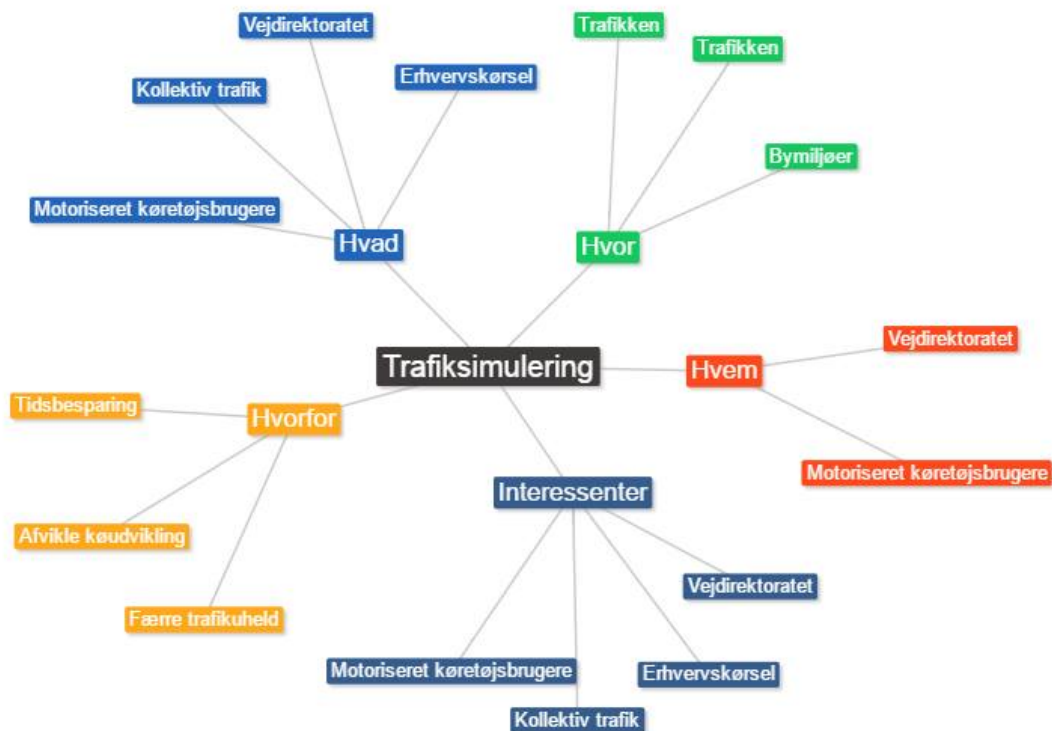 Vejdirektoratet
Trafikken
Trafikken
Erhvervskørsel
Kollektiv trafik
Bymiljøer
Motoriseret køretøjsbrugere
Hvad
Hvor
Vejdirektoratet
Trafiksimulering
Hvem
Tidsbesparing
Hvorfor
Motoriseret køretøjsbrugere
Interessenter
Afvikle køudvikling
Vejdirektoratet
Færre trafikuheld
Motoriseret køretøjsbrugere
Erhvervskørsel
Kollektiv trafik